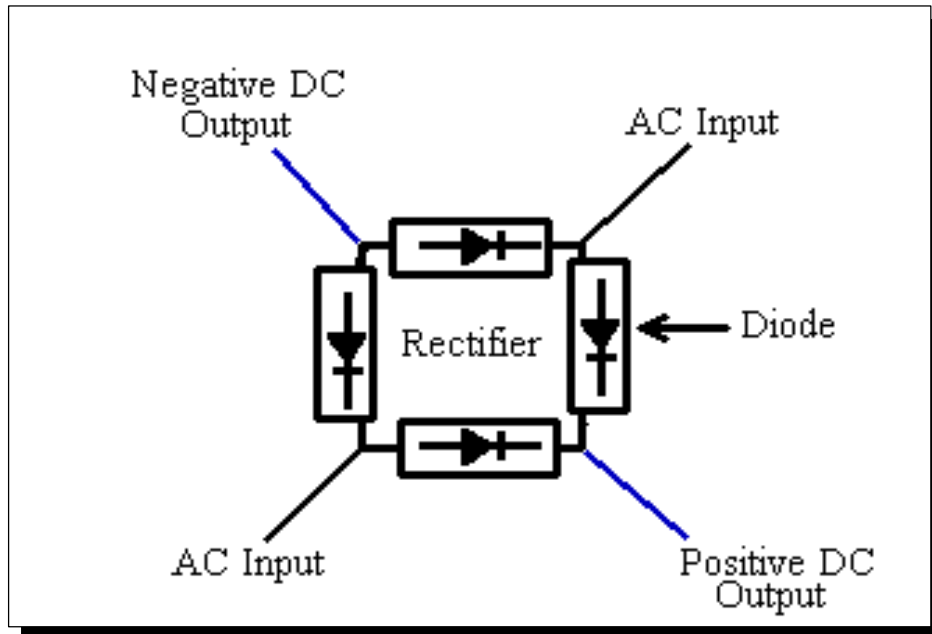 Negative DC
Output
AC Input
Rectifier
Diode
AC Input
Positive DC
Output